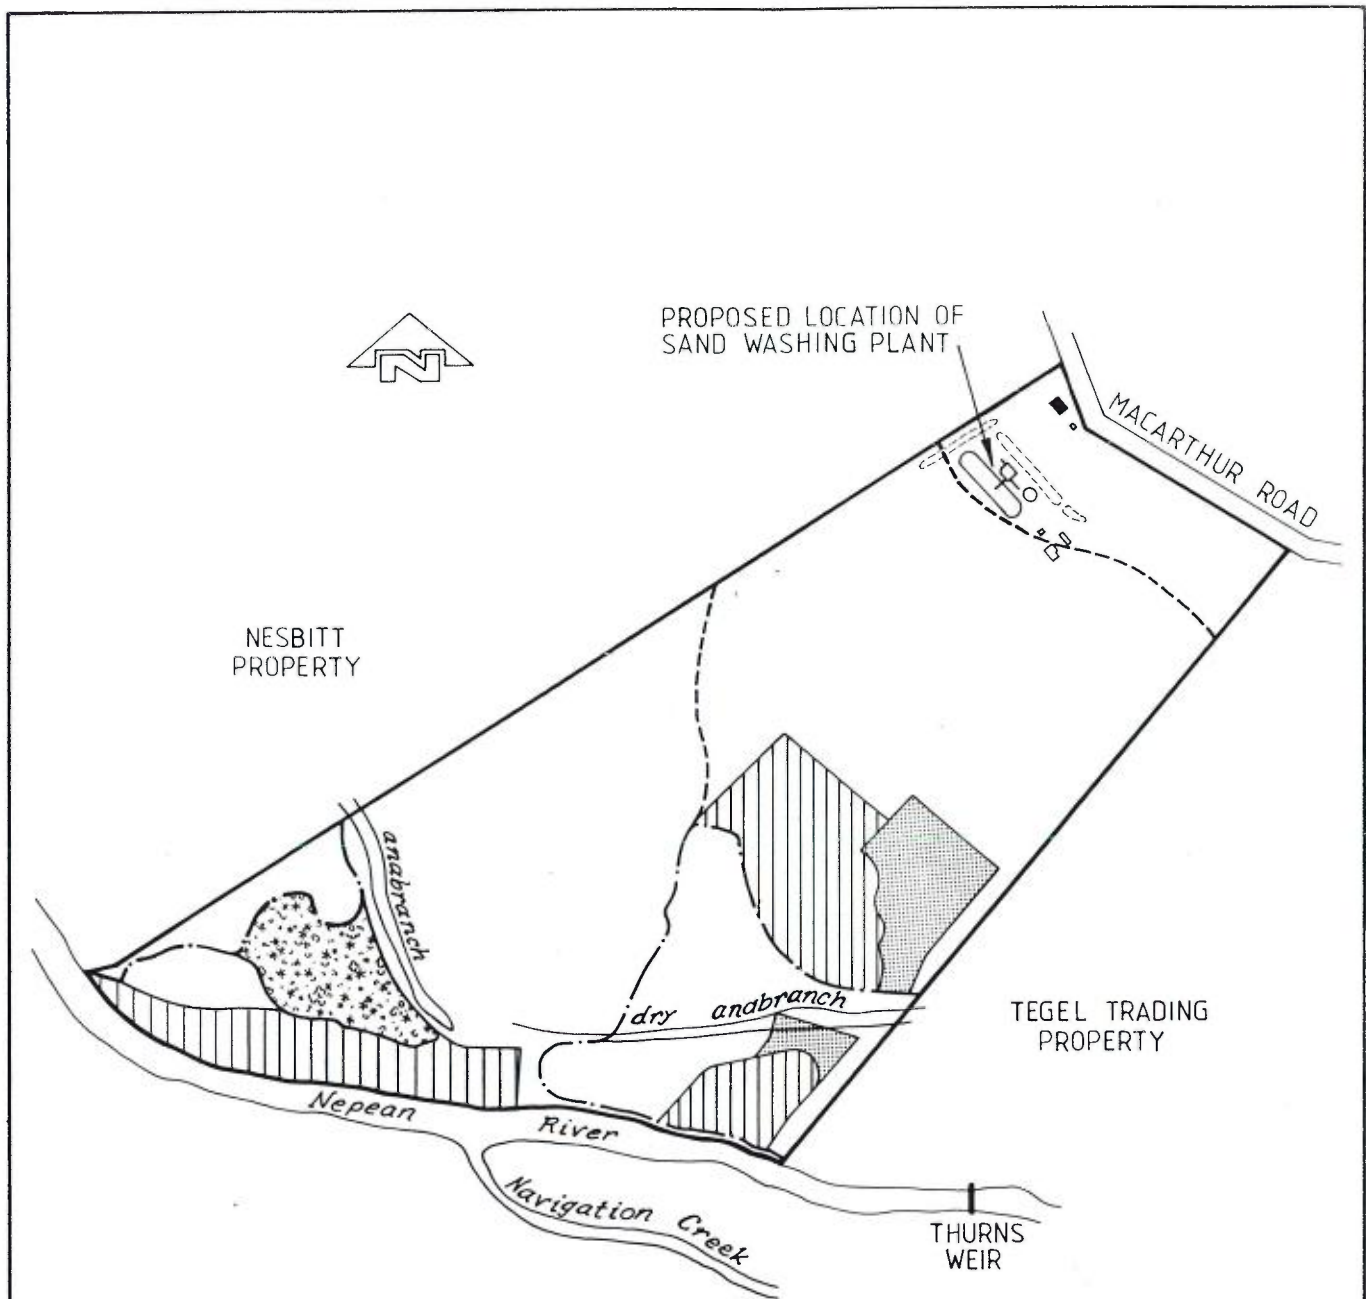 PROPOSED LOCATION OF
SAND WASHING PLANT
N
MACARTHUR ROAD
NESBITT
PROPERTY
anabranch
dry anabranch
TEGEL TRADING
PROPERTY
Nepean River
Navigation Creek
THURNS
WEIR